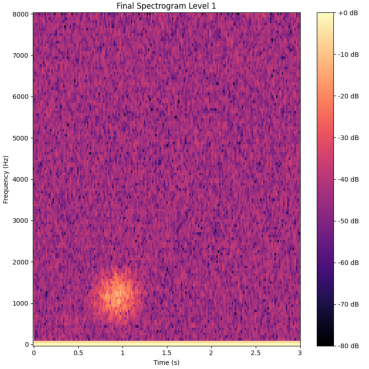 Final Spectrogram Level 1
8000
7000
6000
5000
4000
3000
2000
1000
0
Frequency (Hz)
0 0.5 1 1.5 2 2.5 3
Time (s)
+0 dB
-10 dB
-20 dB
-30 dB
-40 dB
-50 dB
-60 dB
-70 dB
-80 dB